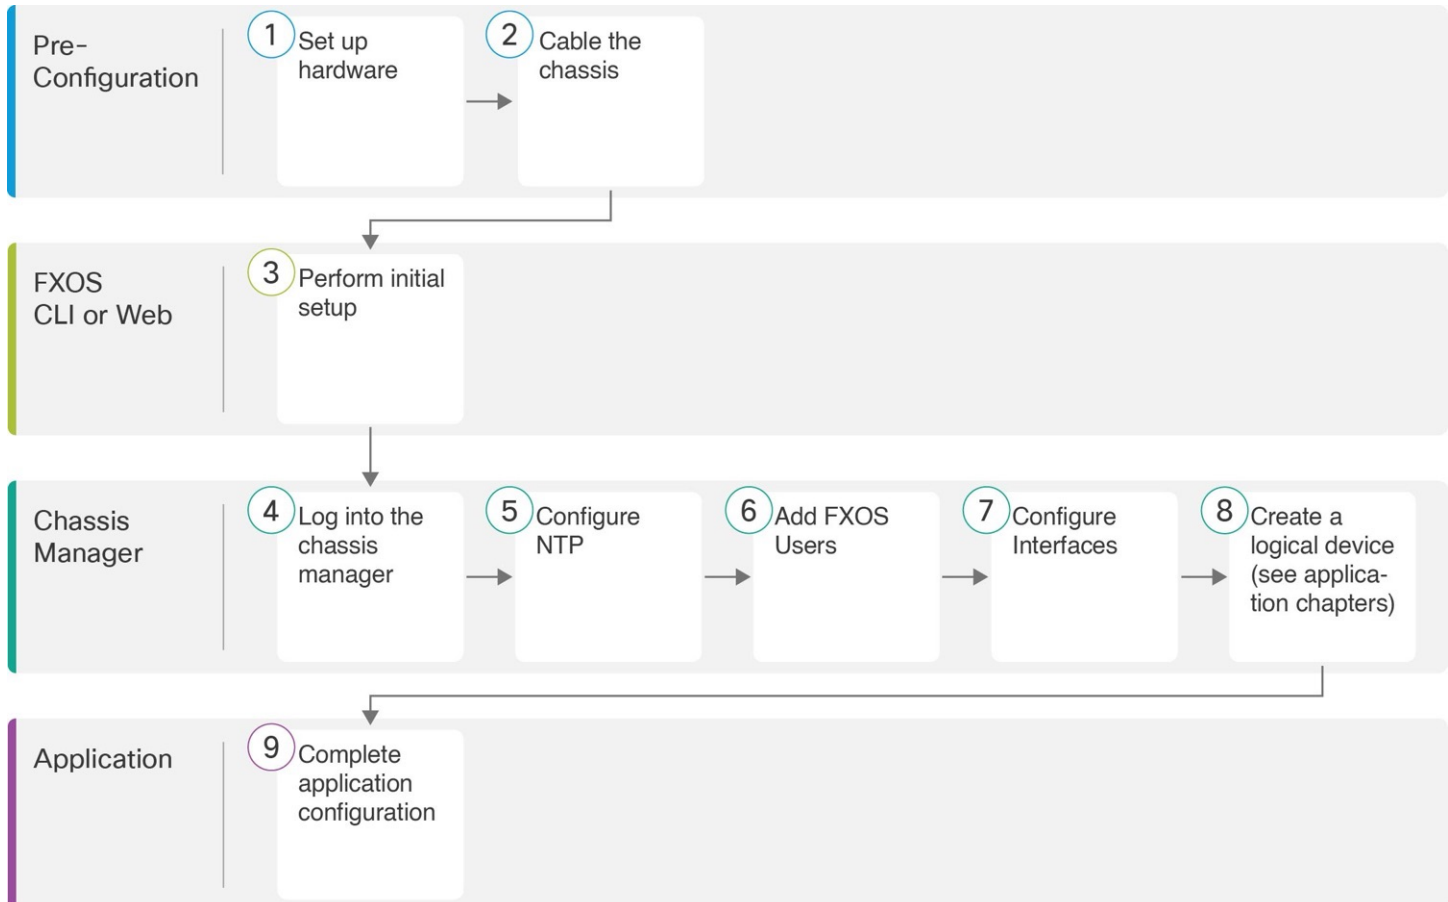 Pre-
Configuration
1
Set up
hardware
2
Cable the
chassis
FXOS
CLI or Web
3
Perform initial
setup
Chassis
Manager
4
Log into the
chassis
manager
5
Configure
NTP
6
Add FXOS
Users
7
Configure
Interfaces
8
Create a
logical device
(see applica-
tion chapters)
Application
9
Complete
application
configuration